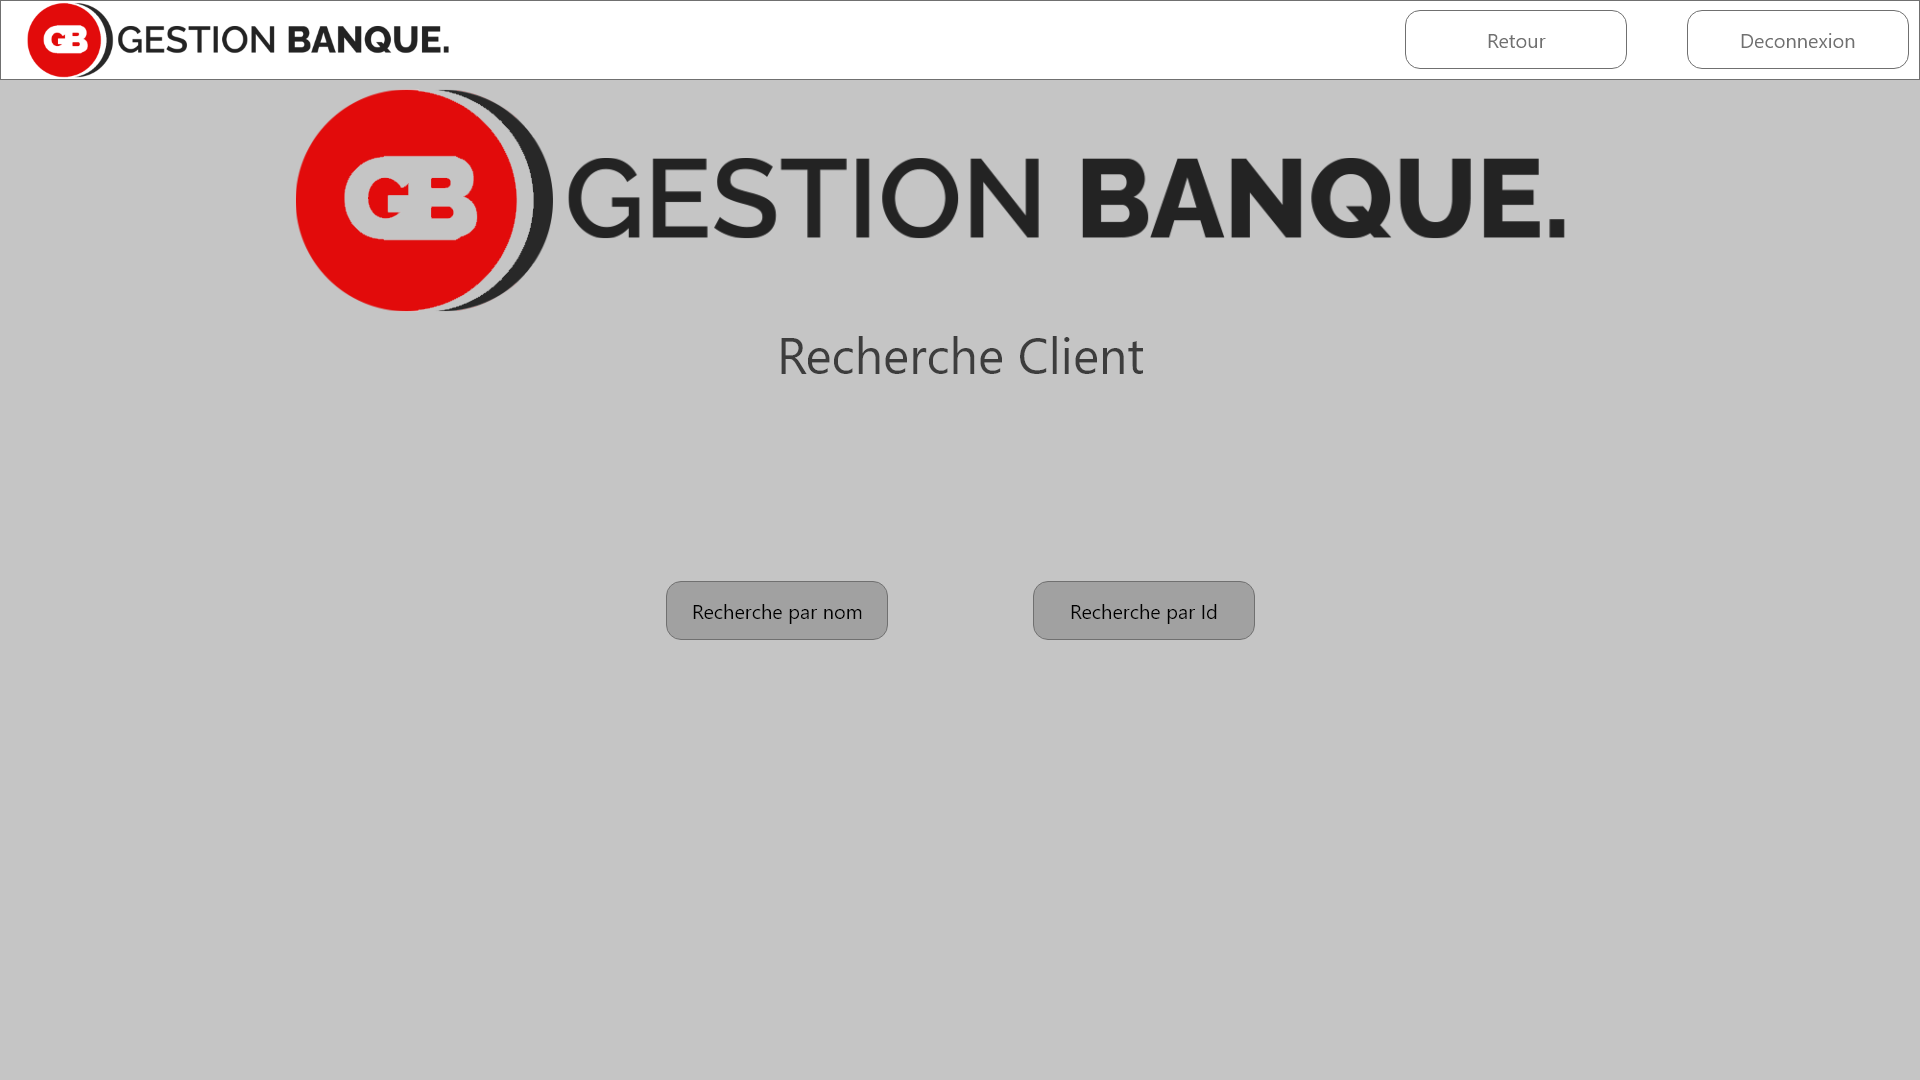 GB GESTION BANQUE.
Retour
Deconnexion
GB GESTION BANQUE.
Recherche Client
Recherche par nom
Recherche par Id